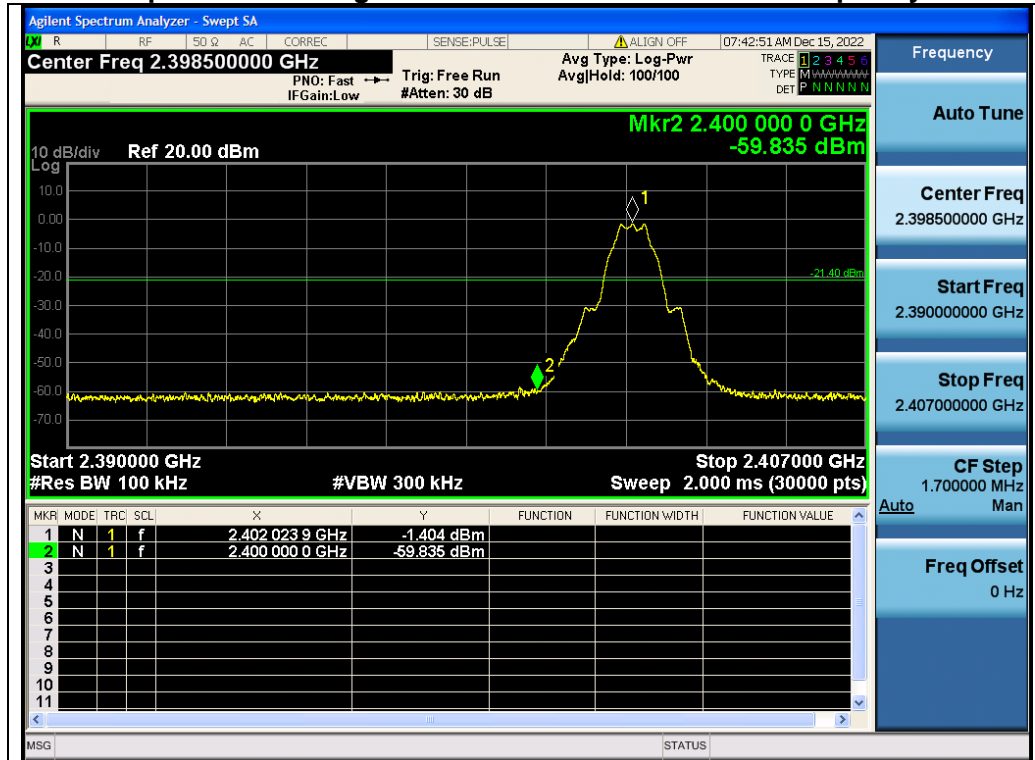 Agilent Spectrum Analyzer - Swept SA
LXI R RF 50 Ω AC CORREC SENSE:PULSE ALIGN OFF 07:42:51 AM Dec 15, 2022
Center Freq 2.398500000 GHz
PNO: Fast
IFGain:Low
Trig: Free Run
#Atten: 30 dB
Avg Type: Log-Pwr
Avg|Hold: 100/100
TRACE 1 2 3 4 5 6
TYPE M
DET P N N N N N
Mkr2 2.400 000 0 GHz
-59.835 dBm
10 dB/div Ref 20.00 dBm
Log
10.0
0.00
-10.0
-20.0
-30.0
-40.0
-50.0
-60.0
-70.0
1
-21.40 dBm
2
Start 2.390000 GHz Stop 2.407000 GHz
#Res BW 100 kHz #VBW 300 kHz Sweep 2.000 ms (30000 pts)
MKR MODE TRC SCL X Y FUNCTION FUNCTION WIDTH FUNCTION VALUE
1 N 1 f 2.402 023 9 GHz -1.404 dBm
2 N 1 f 2.400 000 0 GHz -59.835 dBm
3
4
5
6
7
8
9
10
11
MSG STATUS
Frequency
Auto Tune
Center Freq
2.398500000 GHz
Start Freq
2.390000000 GHz
Stop Freq
2.407000000 GHz
CF Step
1.700000 MHz
Auto Man
Freq Offset
0 Hz